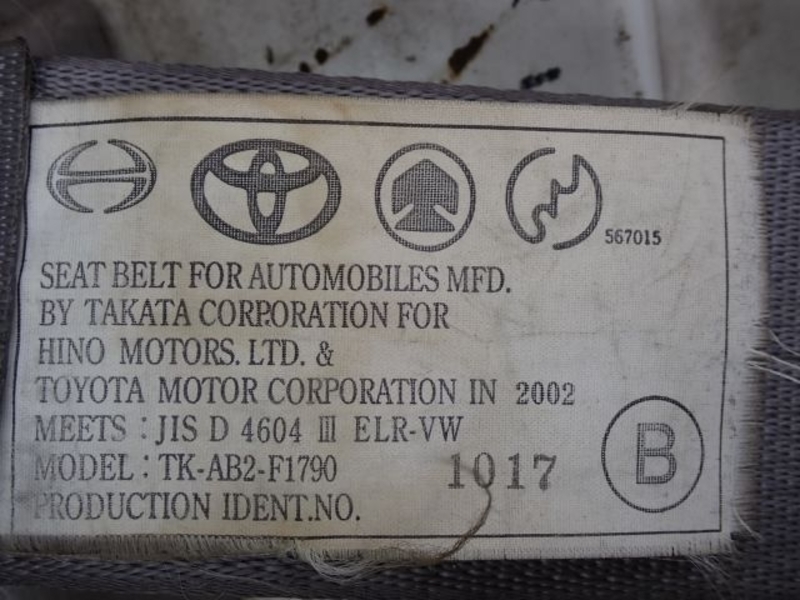 567015
SEAT BELT FOR AUTOMOBILES MFD.
BY TAKATA CORPORATION FOR
HINO MOTORS. LTD. &
TOYOTA MOTOR CORPORATION IN 2002
MEETS : JIS D 4604 III ELR-VW
MODEL : TK-AB2-F1790 1017
B
PRODUCTION IDENT.NO.